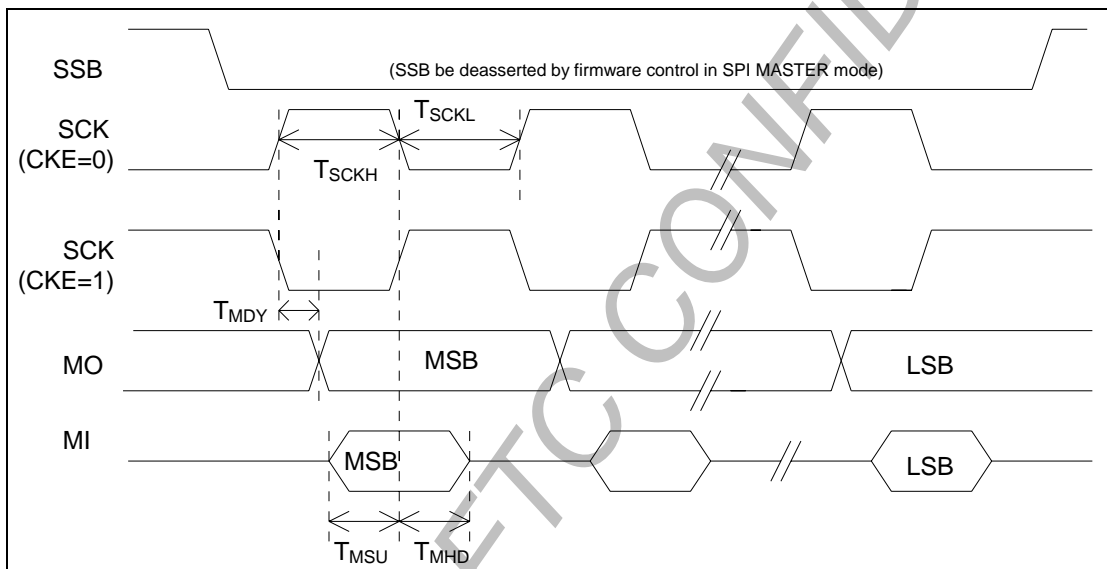 SSB
(SSB be deasserted by firmware control in SPI MASTER mode)
SCK
(CKE=0)
TSCKL
TSCKH
SCK
(CKE=1)
TMDY
MO
MSB
LSB
MI
MSB
LSB
TMSU
TMHD
ETC CONFID